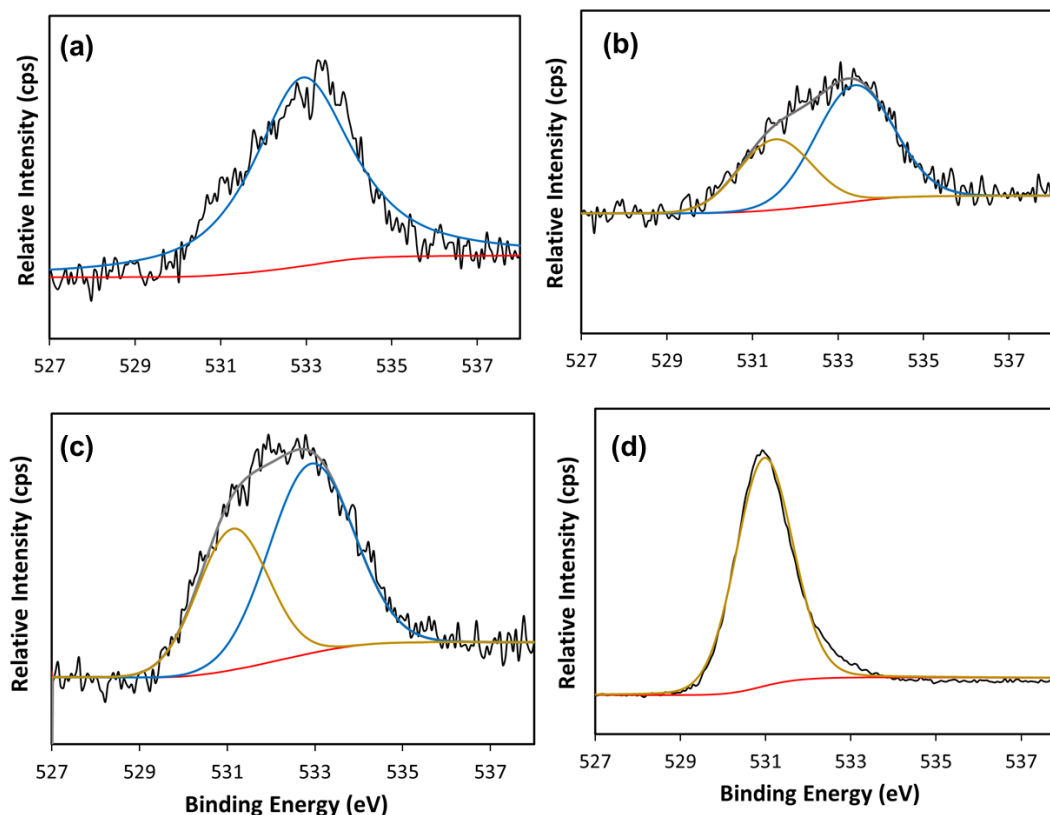 (a)
Relative Intensity (cps)
527 529 531 533 535 537
(b)
Relative Intensity (cps)
527 529 531 533 535 537
(c)
Relative Intensity (cps)
527 529 531 533 535 537
Binding Energy (eV)
(d)
Relative Intensity (cps)
527 529 531 533 535 537
Binding Energy (eV)